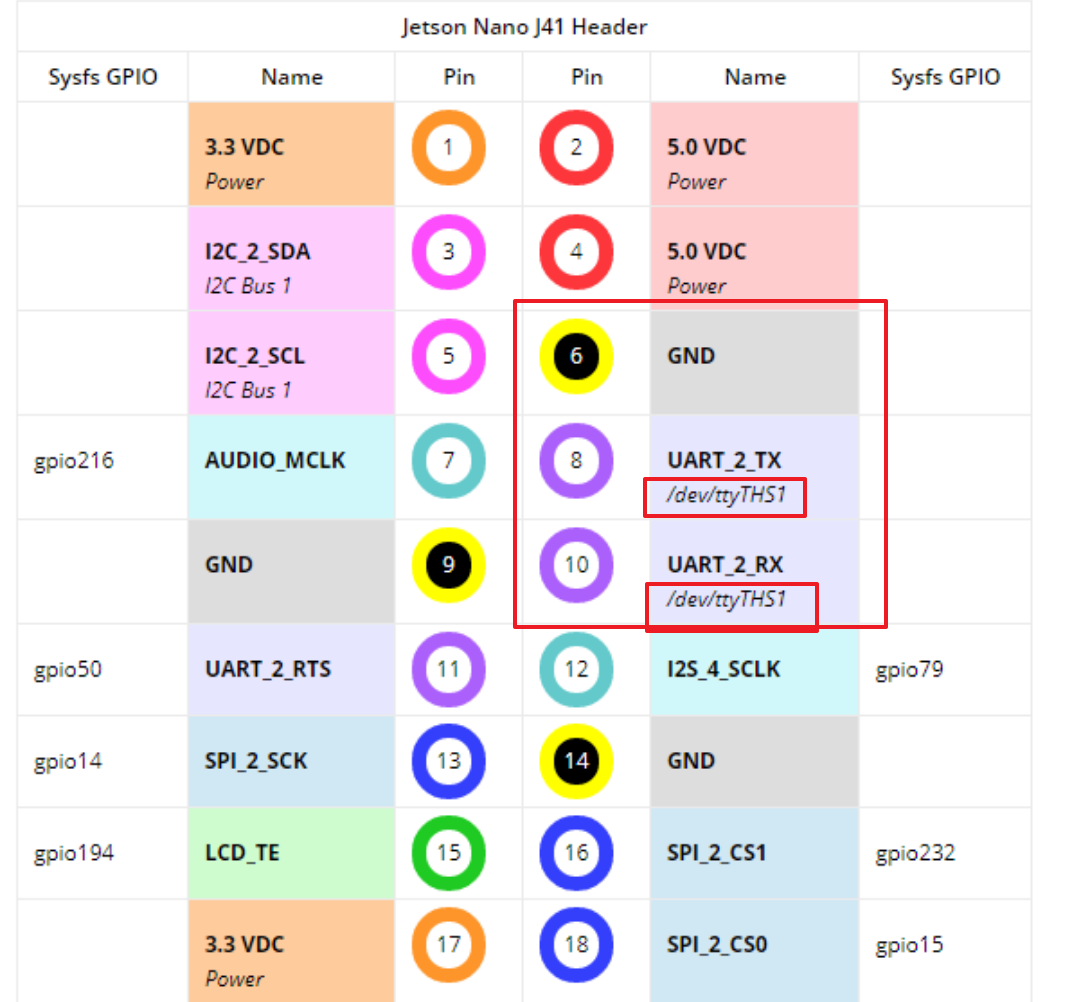 Jetson Nano J41 Header
Sysfs GPIO Name Pin Pin Name Sysfs GPIO
3.3 VDC 1 2 5.0 VDC
Power Power
I2C_2_SDA 3 4 5.0 VDC
I2C Bus 1 Power
I2C_2_SCL 5 6 GND
I2C Bus 1
gpio216 AUDIO_MCLK 7 8 UART_2_TX
/dev/ttyTHS1
GND 9 10 UART_2_RX
/dev/ttyTHS1
gpio50 UART_2_RTS 11 12 I2S_4_SCLK gpio79
gpio14 SPI_2_SCK 13 14 GND
gpio194 LCD_TE 15 16 SPI_2_CS1 gpio232
3.3 VDC 17 18 SPI_2_CS0 gpio15
Power